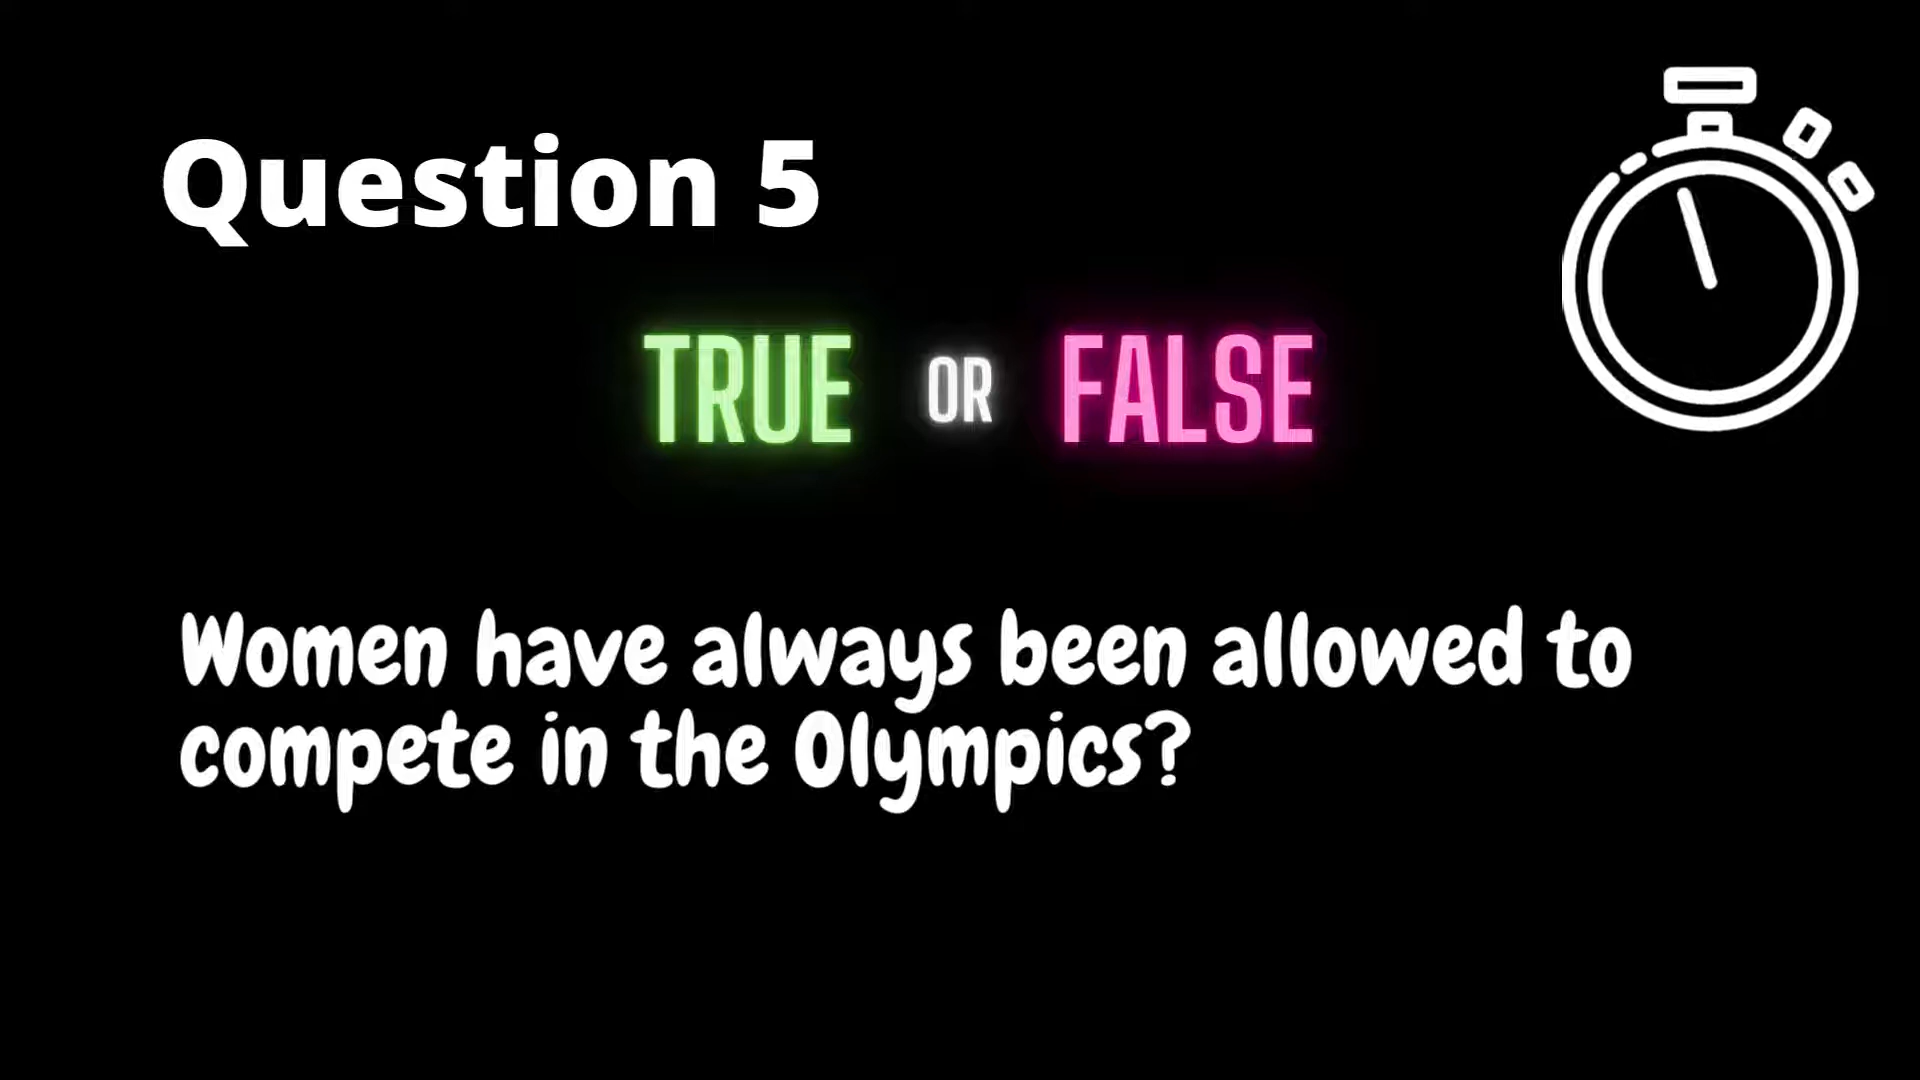 Question 5
TRUE OR FALSE
Women have always been allowed to
compete in the Olympics?